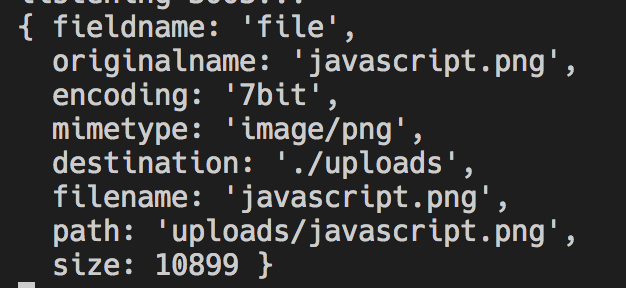 { fieldname: 'file',
originalname: 'javascript.png',
encoding: '7bit',
mimetype: 'image/png',
destination: './uploads',
filename: 'javascript.png',
path: 'uploads/javascript.png',
size: 10899 }